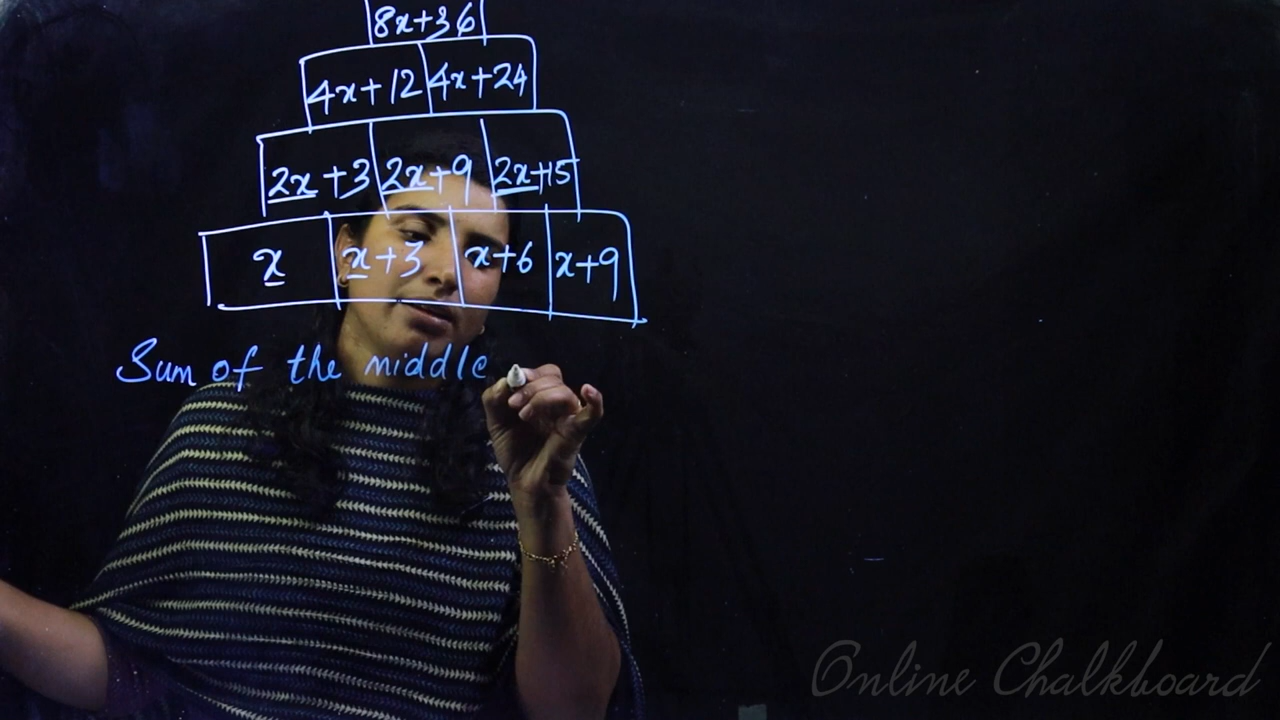 8x+36
4x+12 4x+24
2x+3 2x+9 2x+15
x x+3 x+6 x+9
Sum of the middle
Online Chalkboard